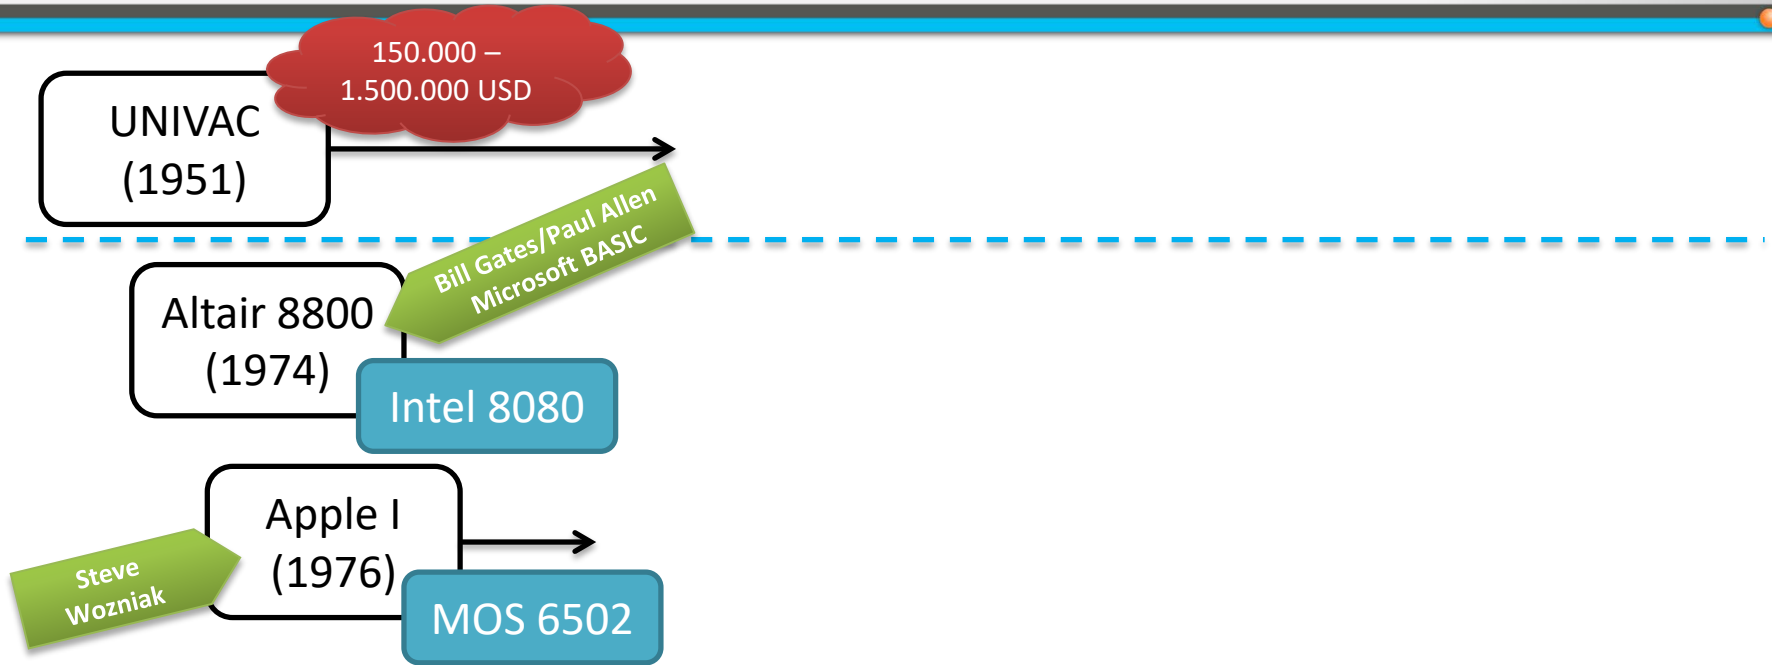 150.000 –
1.500.000 USD
UNIVAC
(1951)
Bill Gates/Paul Allen
Microsoft BASIC
Altair 8800
(1974)
Intel 8080
Apple I
(1976)
Steve
Wozniak
MOS 6502